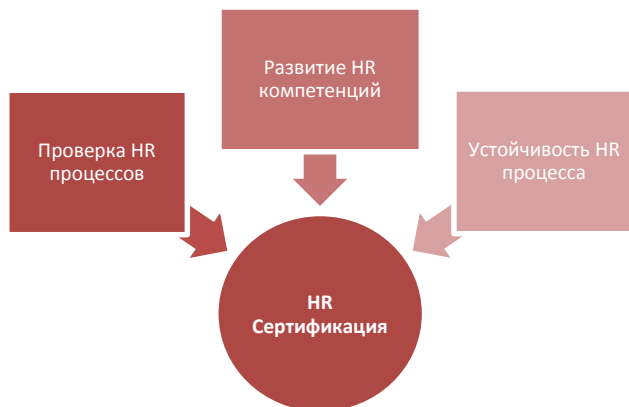 Развитие HR
компетенций
Проверка HR
процессов
Устойчивость HR
процесса
HR
Сертификация